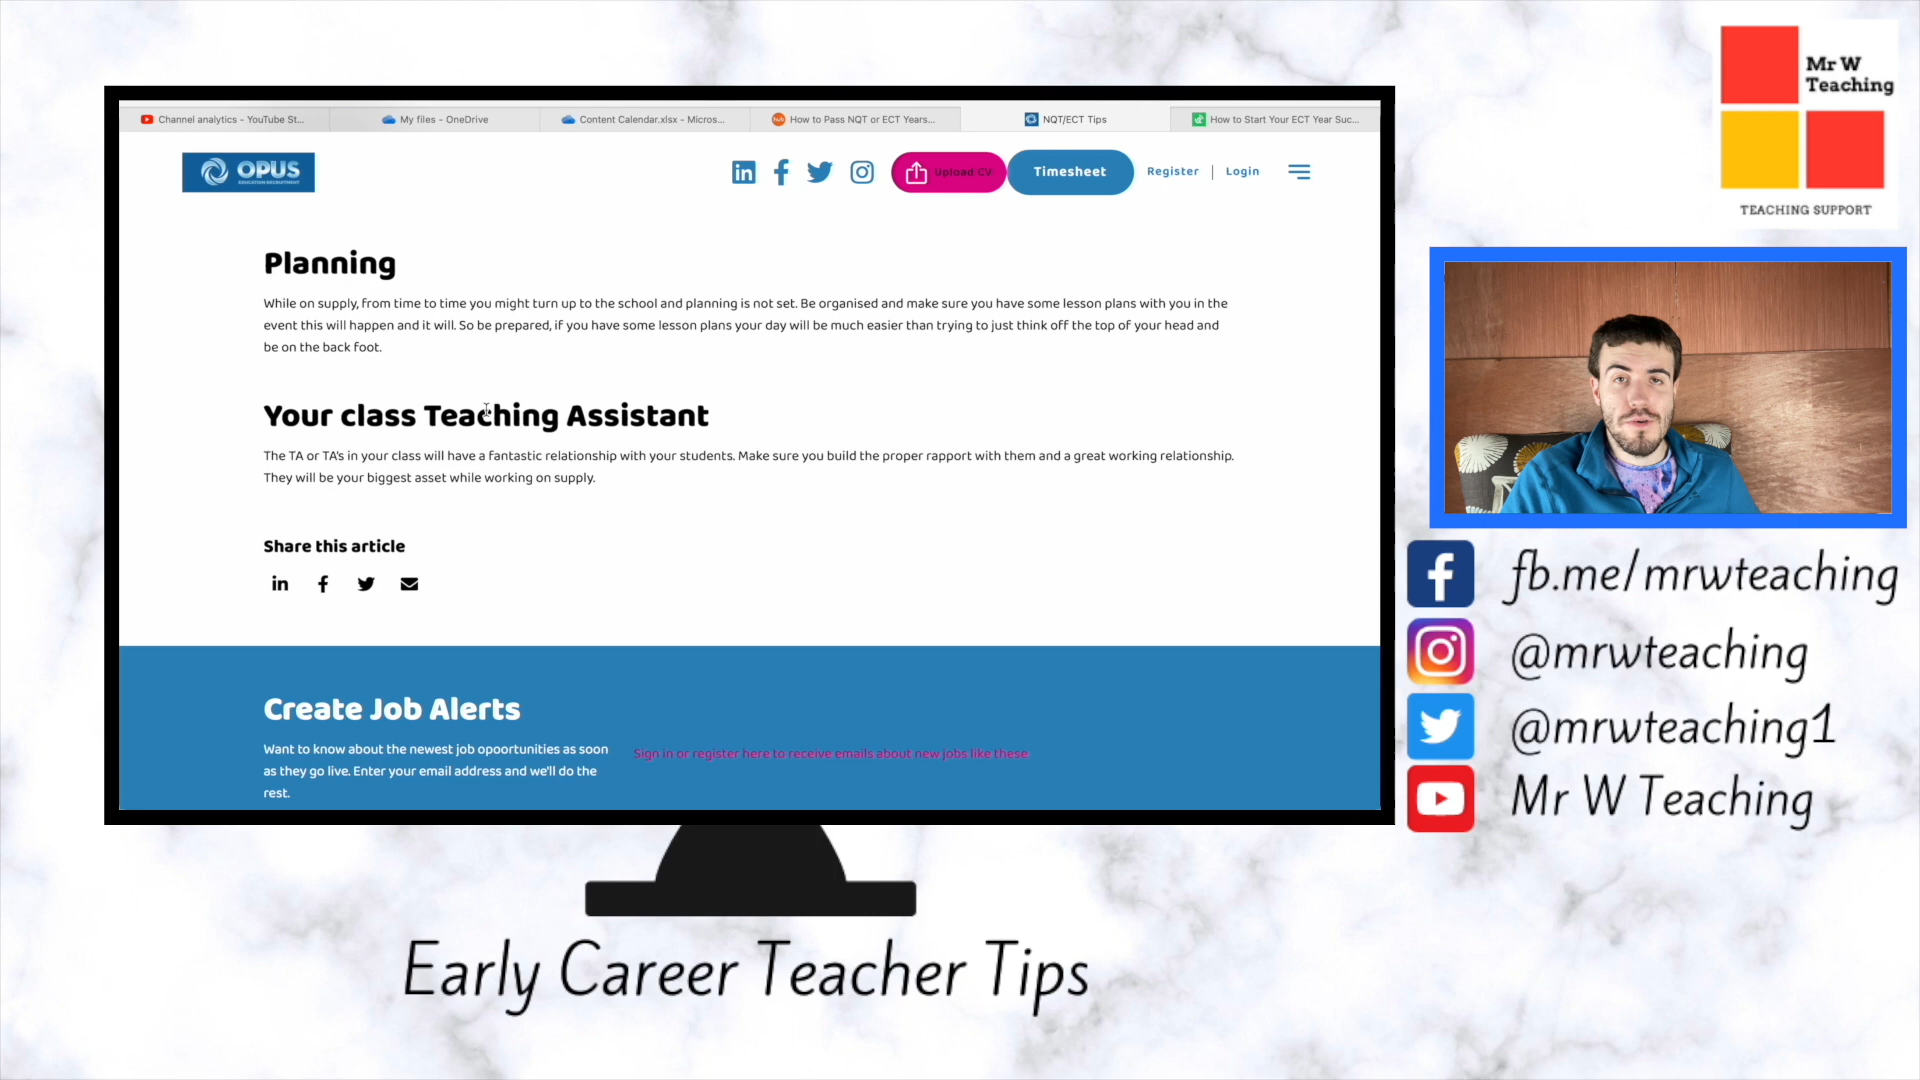 Mr W
Teaching
TEACHING SUPPORT
Channel analytics - YouTube St...
My files - OneDrive
Content Calendar.xlsx - Micros...
How to Pass NQT or ECT Years...
NQT/ECT Tips
How to Start Your ECT Year Suc...
OPUS
EDUCATION RECRUITMENT
Upload CV
Timesheet
Register | Login
Planning
While on supply, from time to time you might turn up to the school and planning is not set. Be organised and make sure you have some lesson plans with you in the
event this will happen and it will. So be prepared, if you have some lesson plans your day will be much easier than trying to just think off the top of your head and
be on the back foot.
Your class Teaching Assistant
The TA or TA's in your class will have a fantastic relationship with your students. Make sure you build the proper rapport with them and a great working relationship.
They will be your biggest asset while working on supply.
Share this article
Create Job Alerts
Want to know about the newest job opoortunities as soon
as they go live. Enter your email address and we'll do the
rest.
Sign in or register here to receive emails about new jobs like these.
fb.me/mrwteaching
@mrwteaching
@mrwteaching1
Mr W Teaching
Early Career Teacher Tips